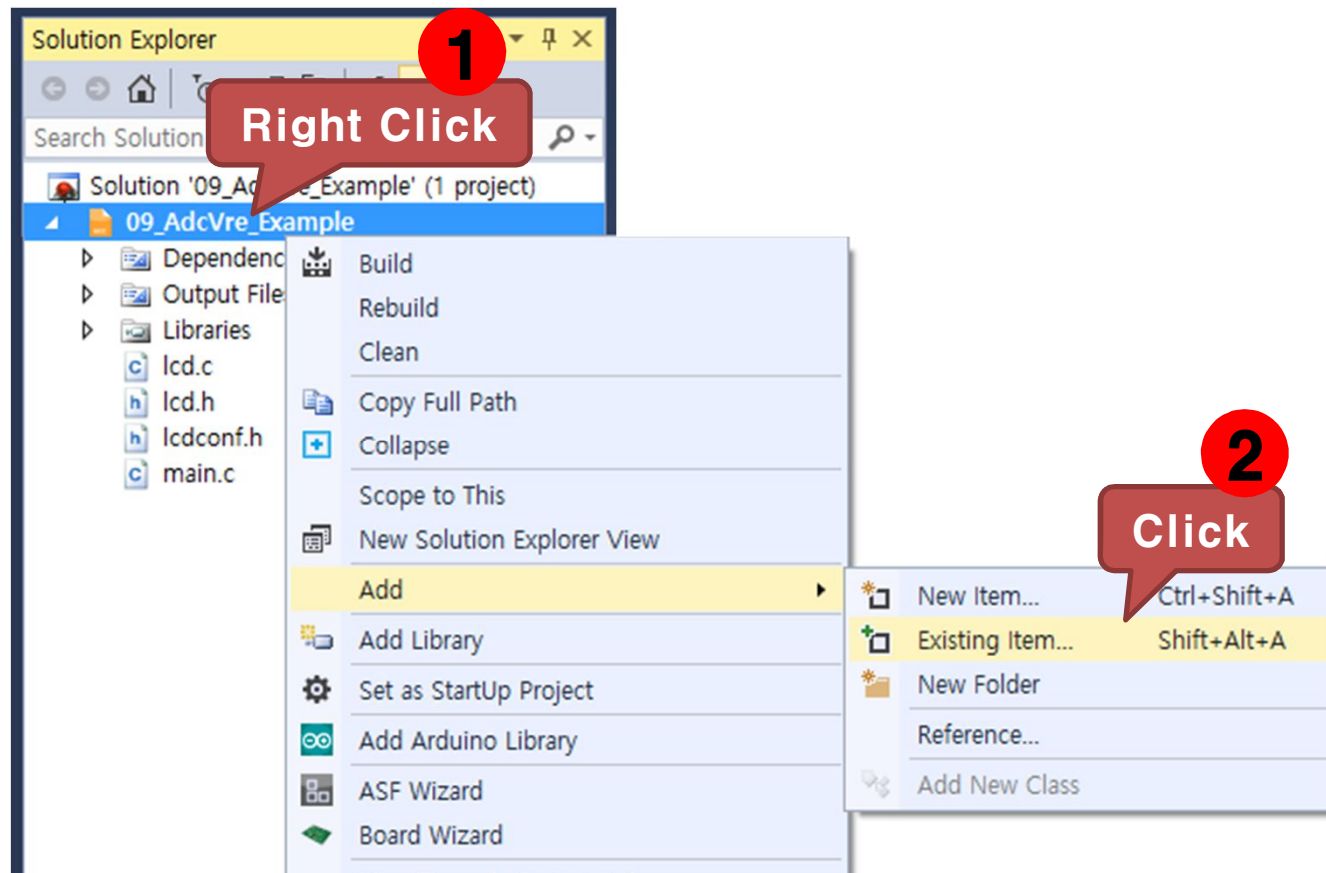 Solution Explorer
1
Right Click
Search Solution
Solution '09_AdcVre_Example' (1 project)
09_AdcVre_Example
Dependenc
Output Files
Libraries
lcd.c
lcd.h
lcdconf.h
main.c
Build
Rebuild
Clean
Copy Full Path
Collapse
Scope to This
New Solution Explorer View
Add
Add Library
Set as StartUp Project
Add Arduino Library
ASF Wizard
Board Wizard
2
Click
New Item... Ctrl+Shift+A
Existing Item... Shift+Alt+A
New Folder
Reference...
Add New Class